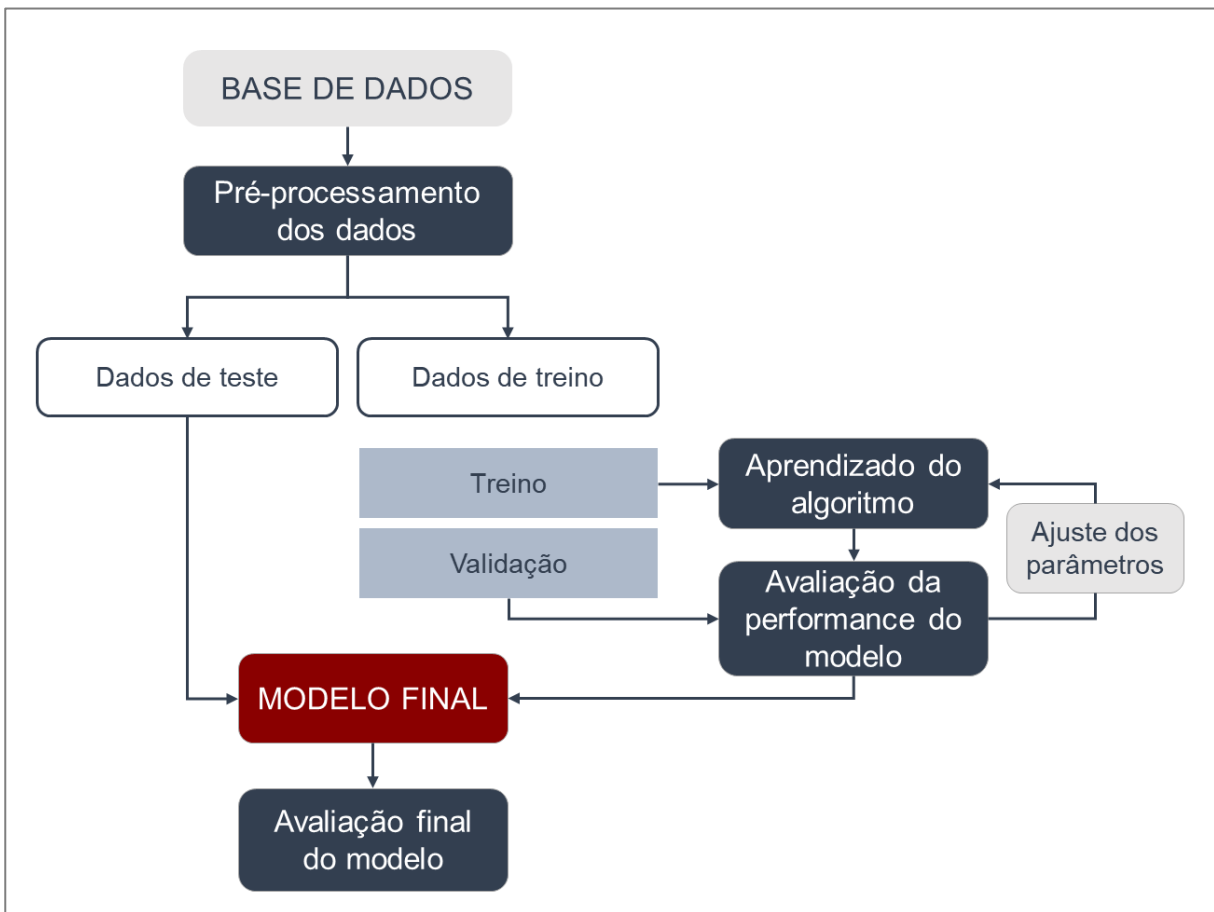 BASE DE DADOS
Pré-processamento
dos dados
Dados de teste
Dados de treino
Treino
Aprendizado do
algoritmo
Ajuste dos
parâmetros
Validação
Avaliação da
performance do
modelo
MODELO FINAL
Avaliação final
do modelo